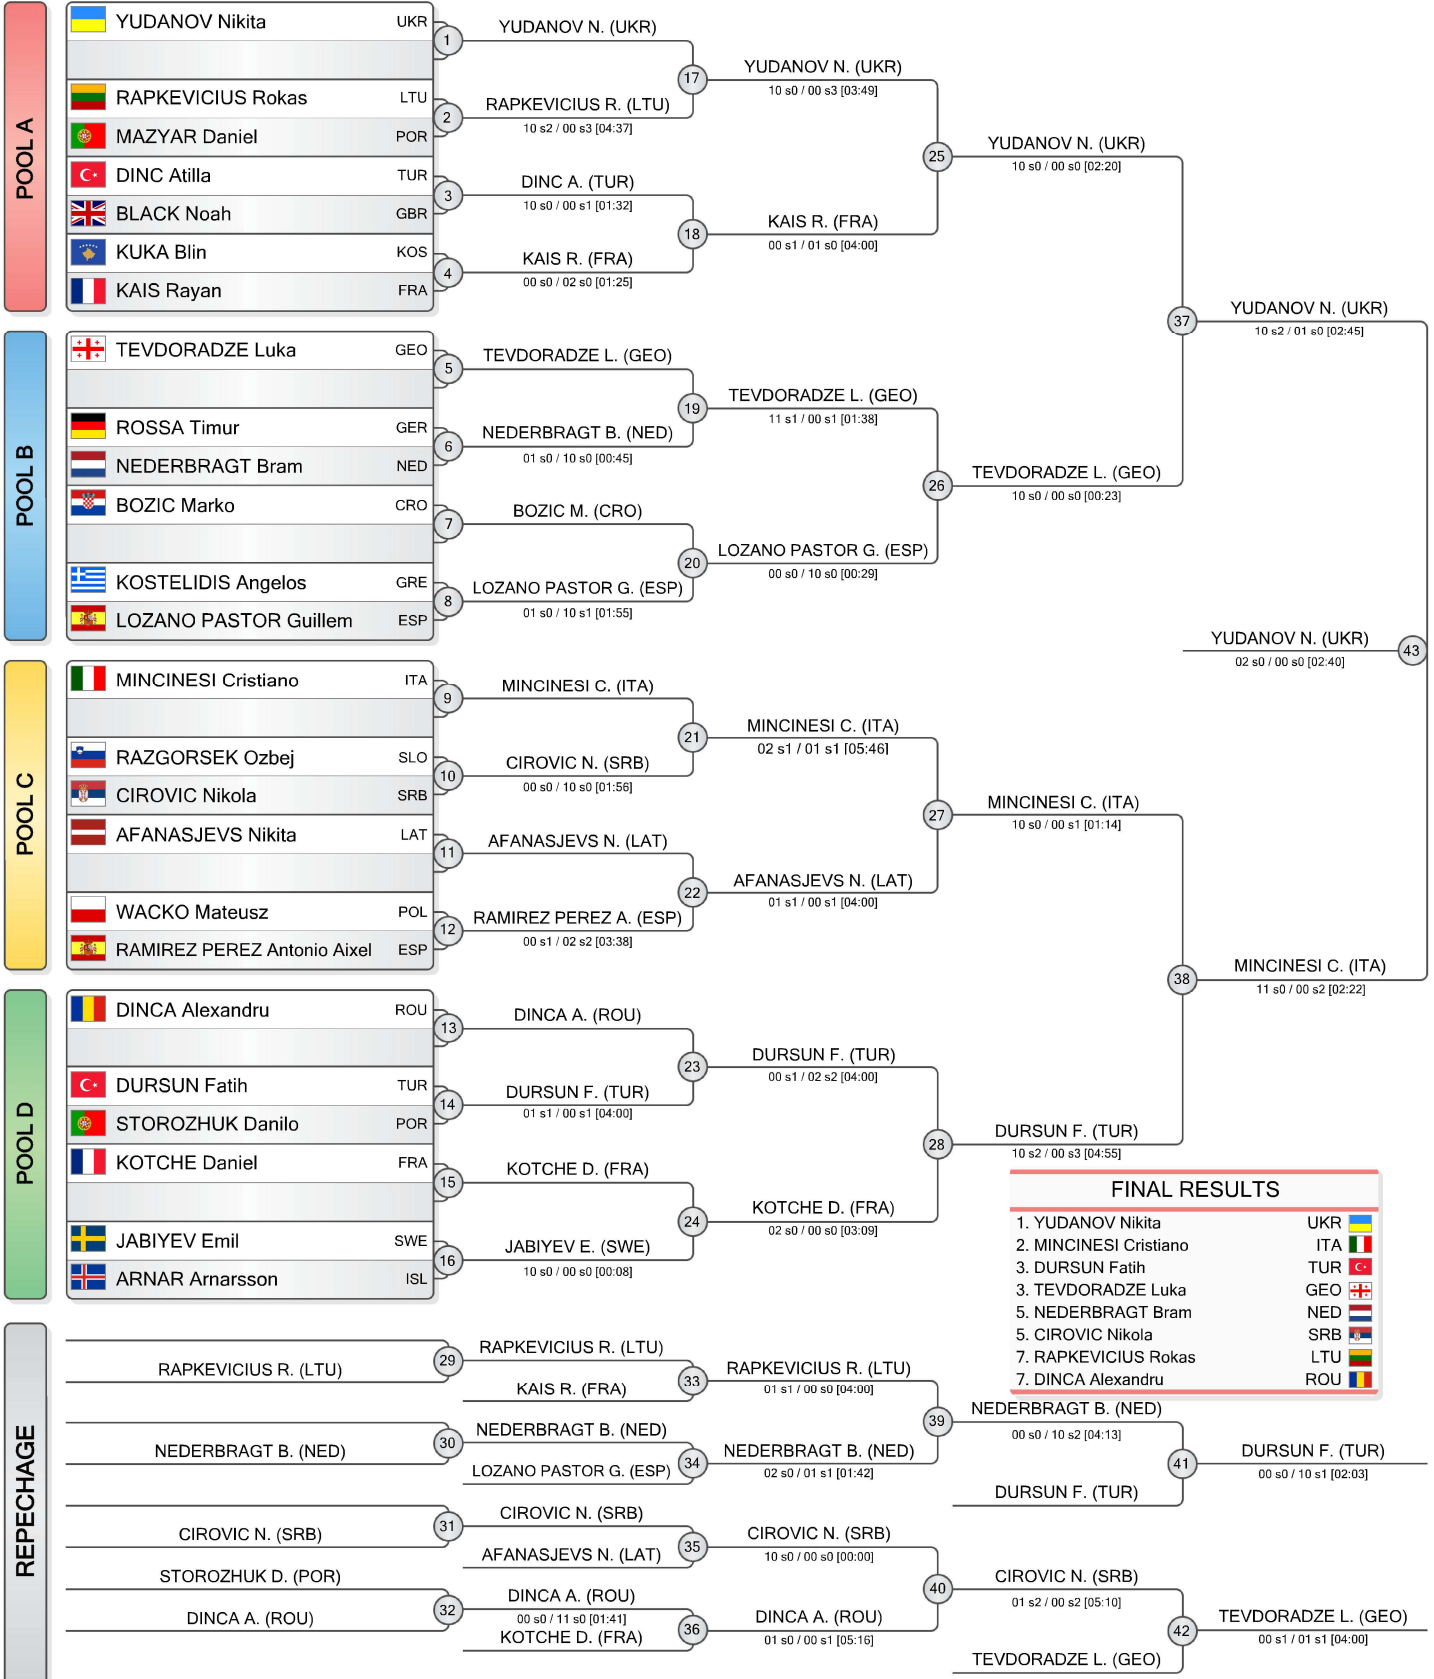 POOL A
YUDANOV Nikita UKR
RAPKEVICIUS Rokas LTU
MAZYAR Daniel POR
DINC Atilla TUR
BLACK Noah GBR
KUKA Blin KOS
KAIS Rayan FRA
1
YUDANOV N. (UKR)
2
RAPKEVICIUS R. (LTU)
10 s2 / 00 s3 [04:37]
3
DINC A. (TUR)
10 s0 / 00 s1 [01:32]
4
KAIS R. (FRA)
00 s0 / 02 s0 [01:25]
17
YUDANOV N. (UKR)
10 s0 / 00 s3 [03:49]
18
KAIS R. (FRA)
00 s1 / 01 s0 [04:00]
25
YUDANOV N. (UKR)
10 s0 / 00 s0 [02:20]
POOL B
TEVDORADZE Luka GEO
ROSSA Timur GER
NEDERBRAGT Bram NED
BOZIC Marko CRO
KOSTELIDIS Angelos GRE
LOZANO PASTOR Guillem ESP
5
TEVDORADZE L. (GEO)
6
NEDERBRAGT B. (NED)
01 s0 / 10 s0 [00:45]
7
BOZIC M. (CRO)
8
LOZANO PASTOR G. (ESP)
01 s0 / 10 s1 [01:55]
19
TEVDORADZE L. (GEO)
11 s1 / 00 s1 [01:38]
20
LOZANO PASTOR G. (ESP)
00 s0 / 10 s0 [00:29]
26
TEVDORADZE L. (GEO)
10 s0 / 00 s0 [00:23]
37
YUDANOV N. (UKR)
10 s2 / 01 s0 [02:45]
YUDANOV N. (UKR)
02 s0 / 00 s0 [02:40]
43
POOL C
MINCINESI Cristiano ITA
RAZGORSEK Ozbej SLO
CIROVIC Nikola SRB
AFANASJEVS Nikita LAT
WACKO Mateusz POL
RAMIREZ PEREZ Antonio Aixel ESP
9
MINCINESI C. (ITA)
10
CIROVIC N. (SRB)
00 s0 / 10 s0 [01:56]
11
AFANASJEVS N. (LAT)
12
RAMIREZ PEREZ A. (ESP)
00 s1 / 02 s2 [03:38]
21
MINCINESI C. (ITA)
02 s1 / 01 s1 [05:46]
22
AFANASJEVS N. (LAT)
01 s1 / 00 s1 [04:00]
27
MINCINESI C. (ITA)
10 s0 / 00 s1 [01:14]
38
MINCINESI C. (ITA)
11 s0 / 00 s2 [02:22]
POOL D
DINCA Alexandru ROU
DURSUN Fatih TUR
STOROZHUK Danilo POR
KOTCHE Daniel FRA
JABIYEV Emil SWE
ARNAR Arnarsson ISL
13
DINCA A. (ROU)
14
DURSUN F. (TUR)
01 s1 / 00 s1 [04:00]
15
KOTCHE D. (FRA)
16
JABIYEV E. (SWE)
10 s0 / 00 s0 [00:08]
23
DURSUN F. (TUR)
00 s1 / 02 s2 [04:00]
24
KOTCHE D. (FRA)
02 s0 / 00 s0 [03:09]
28
DURSUN F. (TUR)
10 s2 / 00 s3 [04:55]
FINAL RESULTS
1. YUDANOV Nikita UKR
2. MINCINESI Cristiano ITA
3. DURSUN Fatih TUR
3. TEVDORADZE Luka GEO
5. NEDERBRAGT Bram NED
5. CIROVIC Nikola SRB
7. RAPKEVICIUS Rokas LTU
7. DINCA Alexandru ROU
REPECHAGE
RAPKEVICIUS R. (LTU)
29
RAPKEVICIUS R. (LTU)
KAIS R. (FRA)
33
RAPKEVICIUS R. (LTU)
01 s1 / 00 s0 [04:00]
NEDERBRAGT B. (NED)
30
NEDERBRAGT B. (NED)
LOZANO PASTOR G. (ESP)
34
NEDERBRAGT B. (NED)
02 s0 / 01 s1 [01:42]
39
NEDERBRAGT B. (NED)
00 s0 / 10 s2 [04:13]
DURSUN F. (TUR)
41
DURSUN F. (TUR)
00 s0 / 10 s1 [02:03]
CIROVIC N. (SRB)
31
CIROVIC N. (SRB)
AFANASJEVS N. (LAT)
35
CIROVIC N. (SRB)
10 s0 / 00 s0 [00:00]
STOROZHUK D. (POR)
DINCA A. (ROU)
32
DINCA A. (ROU)
00 s0 / 11 s0 [01:41]
KOTCHE D. (FRA)
36
DINCA A. (ROU)
01 s0 / 00 s1 [05:16]
40
CIROVIC N. (SRB)
01 s2 / 00 s2 [05:10]
TEVDORADZE L. (GEO)
42
TEVDORADZE L. (GEO)
00 s1 / 01 s1 [04:00]